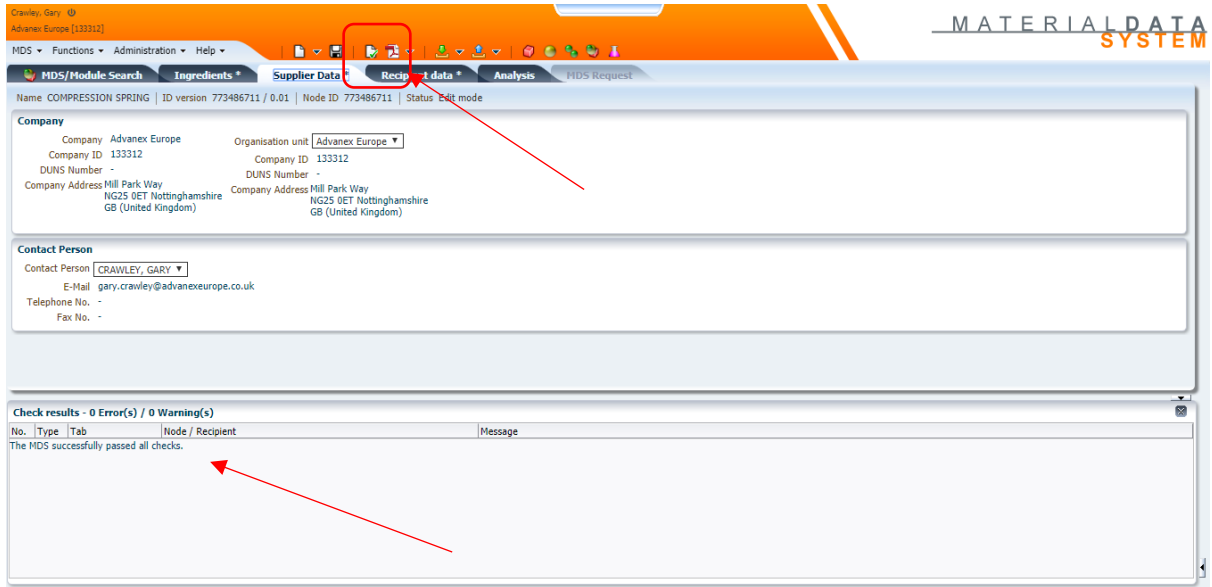 Crawley, Gary
Advanex Europe [133312]
MATERIALDATA
SYSTEM
MDS Functions Administration Help
MDS/Module Search Ingredients * Supplier Data * Recipient data * Analysis MDS Request
Name COMPRESSION SPRING | ID version 773486711 / 0.01 | Node ID 773486711 | Status Edit mode
Company
Company Advanex Europe Organisation unit Advanex Europe
Company ID 133312 Company ID 133312
DUNS Number - DUNS Number -
Company Address Mill Park Way Company Address Mill Park Way
NG25 0ET Nottinghamshire NG25 0ET Nottinghamshire
GB (United Kingdom) GB (United Kingdom)
Contact Person
Contact Person CRAWLEY, GARY
E-Mail gary.crawley@advanexeurope.co.uk
Telephone No. -
Fax No. -
Check results - 0 Error(s) / 0 Warning(s)
No. Type Tab Node / Recipient Message
The MDS successfully passed all checks.